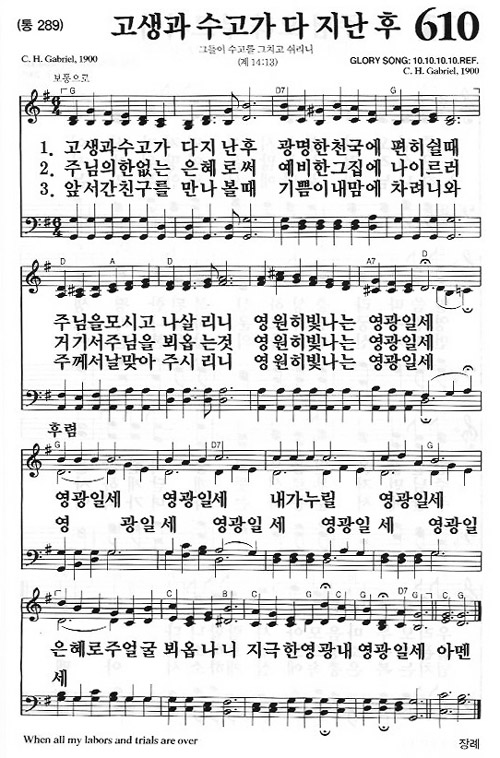 (통 289)
고생과 수고가 다 지난 후 610
그들이 수고를 그치고 쉬리니
(계 14:13)
C. H. Gabriel, 1900
GLORY SONG: 10.10.10.10.REF.
C. H. Gabriel, 1900
보통으로
G C G
1. 고생과수고가 다지 난후 광명한천국에 편히쉴때
2. 주님의한없는 은혜로써 예비한그집에 나이르러
3. 앞서간친구를 만나 볼때 기쁨이내맘에 차려니와
D A D G A7 D
주님을모시고 나살 리니 영원히빛나는 영광일세
거기서주님을 뵈옵 는것 영원히빛나는 영광일세
주께서날맞아 주시 리니 영원히빛나는 영광일세
후렴
G D7 G
영광일세 영광일세 내가누릴 영광일세
영 광일 세 영광일 세 영광일 세 영광일
G C B C G D7 G C G
은혜로주얼굴 뵈옵나니 지극한영광내 영광일세 아멘
세
When all my labors and trials are over
장례